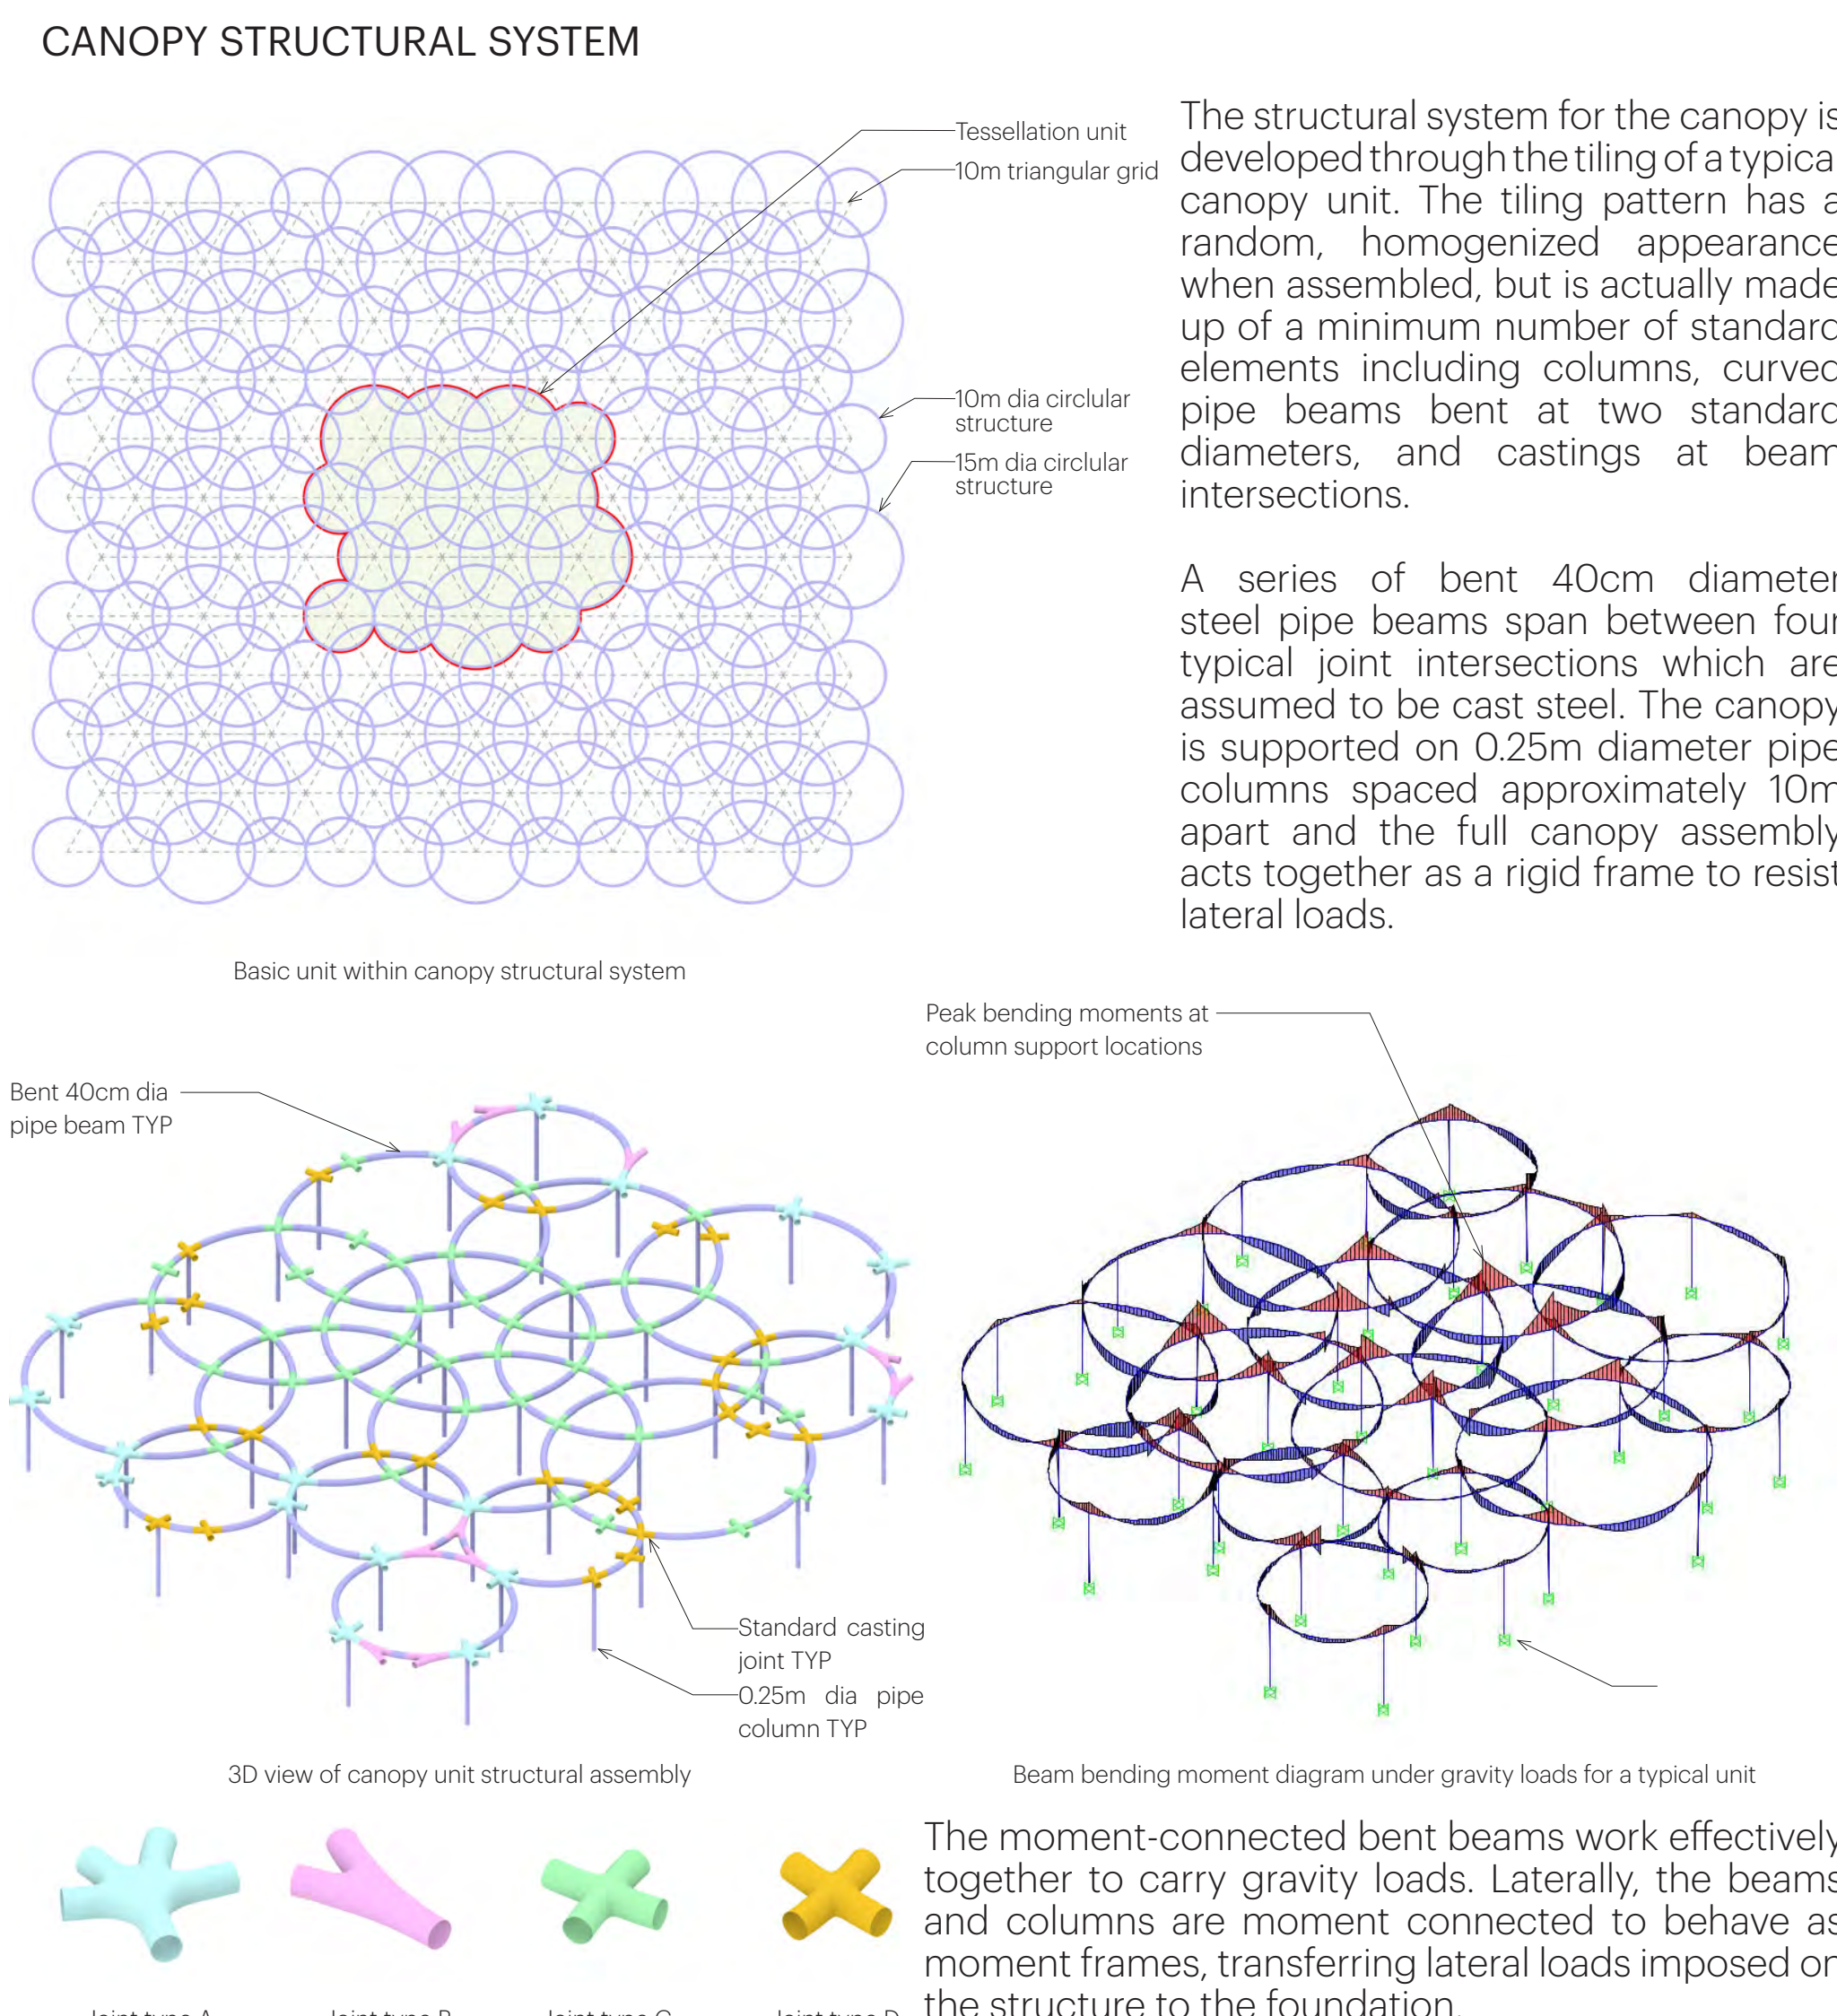 CANOPY STRUCTURAL SYSTEM
Tessellation unit
10m triangular grid
10m dia circlular
structure
15m dia circlular
structure
The structural system for the canopy is
developed through the tiling of a typical
canopy unit. The tiling pattern has a
random, homogenized appearance
when assembled, but is actually made
up of a minimum number of standard
elements including columns, curved
pipe beams bent at two standard
diameters, and castings at beam
intersections.
A series of bent 40cm diameter
steel pipe beams span between four
typical joint intersections which are
assumed to be cast steel. The canopy
is supported on 0.25m diameter pipe
columns spaced approximately 10m
apart and the full canopy assembly
acts together as a rigid frame to resist
lateral loads.
Basic unit within canopy structural system
Peak bending moments at
column support locations
Bent 40cm dia
pipe beam TYP
Standard casting
joint TYP
0.25m dia pipe
column TYP
3D view of canopy unit structural assembly
Beam bending moment diagram under gravity loads for a typical unit
The moment-connected bent beams work effectively
together to carry gravity loads. Laterally, the beams
and columns are moment connected to behave as
moment frames, transferring lateral loads imposed on
the structure to the foundation.
Joint type A
Joint type B
Joint type C
Joint type D